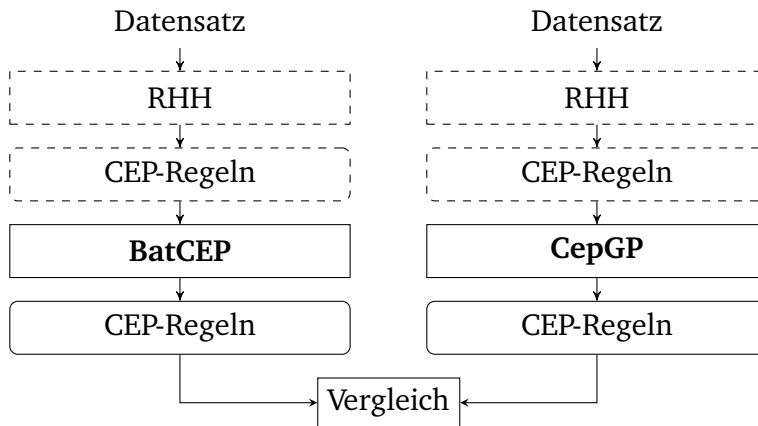 Datensatz
RHH
CEP-Regeln
BatCEP
CEP-Regeln
Datensatz
RHH
CEP-Regeln
CepGP
CEP-Regeln
Vergleich